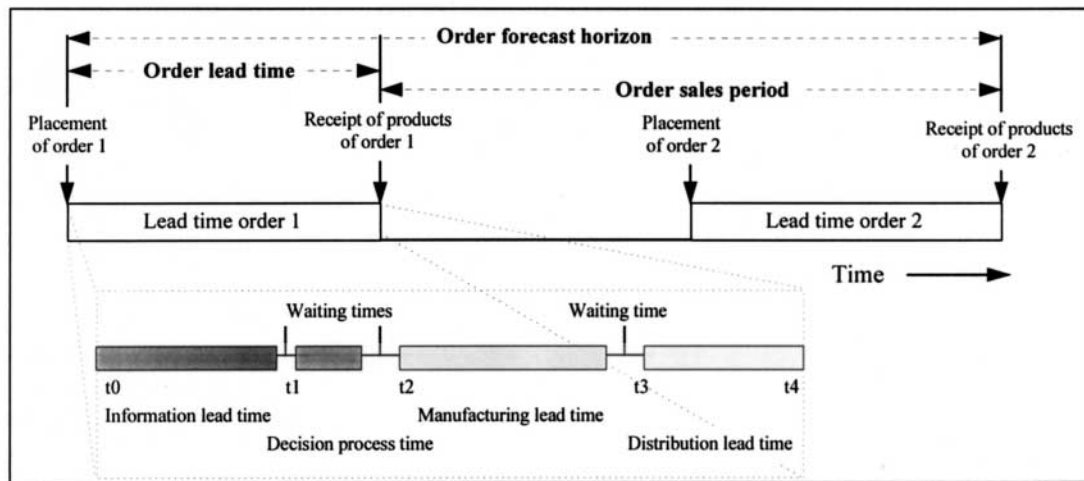 Order forecast horizon
Order lead time
Order sales period
Placement
of order 1
Receipt of products
of order 1
Placement
of order 2
Receipt of products
of order 2
Lead time order 1
Lead time order 2
Time
Waiting times
Waiting time
t0
t1
t2
t3
t4
Information lead time
Manufacturing lead time
Decision process time
Distribution lead time